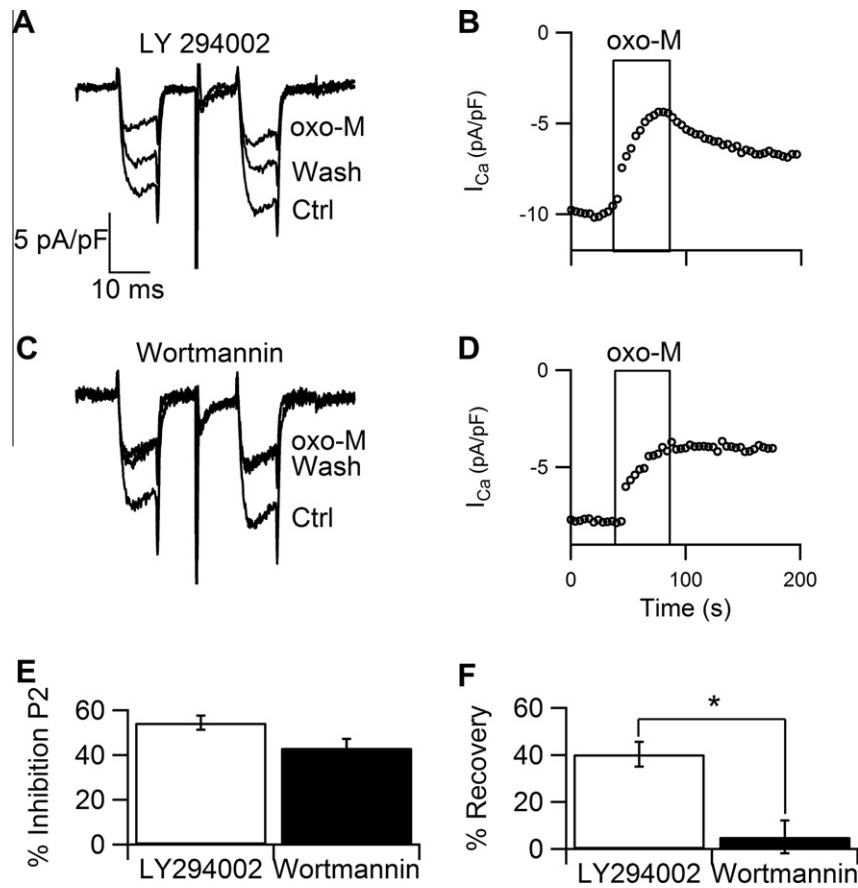 A
LY 294002
oxo-M
Wash
Ctrl
5 pA/pF
10 ms
B
oxo-M
0
-5
-10
I_Ca (pA/pF)
C
Wortmannin
oxo-M
Wash
Ctrl
D
oxo-M
0
-5
I_Ca (pA/pF)
0 100 200
Time (s)
E
% Inhibition P2
60
40
20
0
LY294002 Wortmannin
F
% Recovery
60
40
20
0
*
LY294002 Wortmannin